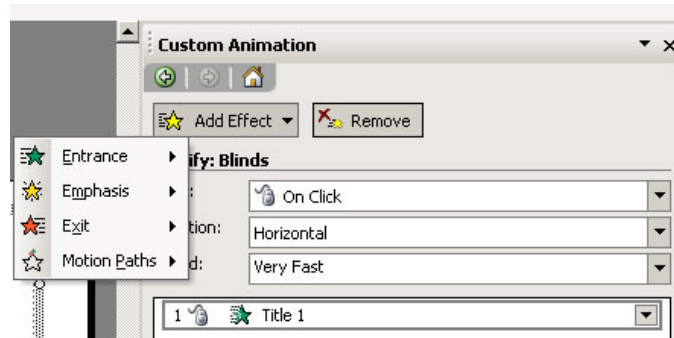 Custom Animation
Add Effect
Remove
Entrance
ify: Blinds
Emphasis
: On Click
Exit
tion: Horizontal
Motion Paths
d: Very Fast
1 Title 1